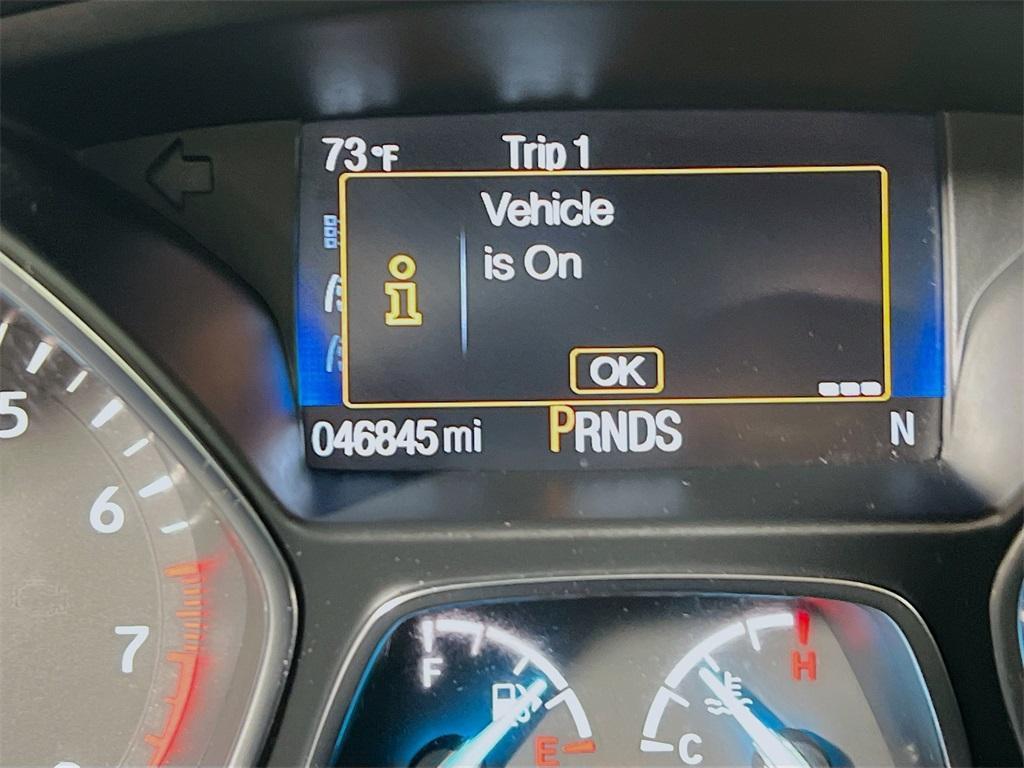 73°F Trip 1
Vehicle
is On
OK
046845 mi PRNDS N
5
6
7
F
E
C
H